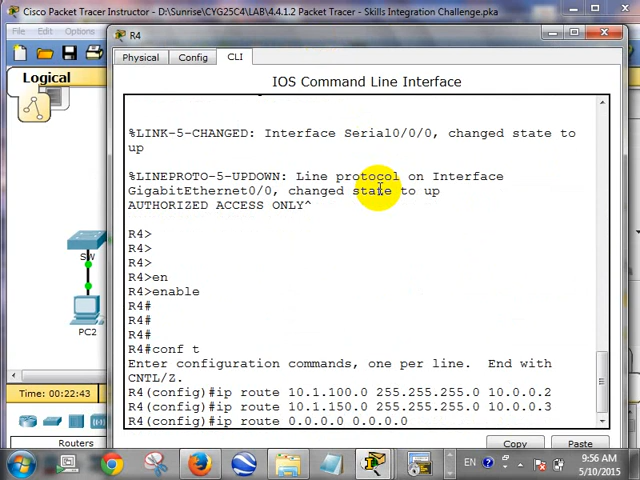 Cisco Packet Tracer Instructor - D:\Sunrise\CYG25C4\LAB\4.4.1.2 Packet Tracer - Skills Integration Challenge.pka
File Edit Options
R4
Physical Config CLI
Logical
IOS Command Line Interface
%LINK-5-CHANGED: Interface Serial0/0/0, changed state to
up
%LINEPROTO-5-UPDOWN: Line protocol on Interface
GigabitEthernet0/0, changed state to up
AUTHORIZED ACCESS ONLY^
R4>
R4>
R4>
R4>en
R4>enable
R4#
R4#
R4#
R4#conf t
Enter configuration commands, one per line. End with
CNTL/Z.
R4(config)#ip route 10.1.100.0 255.255.255.0 10.0.0.2
R4(config)#ip route 10.1.150.0 255.255.255.0 10.0.0.3
R4(config)#ip route 0.0.0.0 0.0.0.0
SW
PC2
Time: 00:22:43
Routers
Copy Paste
EN
9:56 AM
5/10/2015